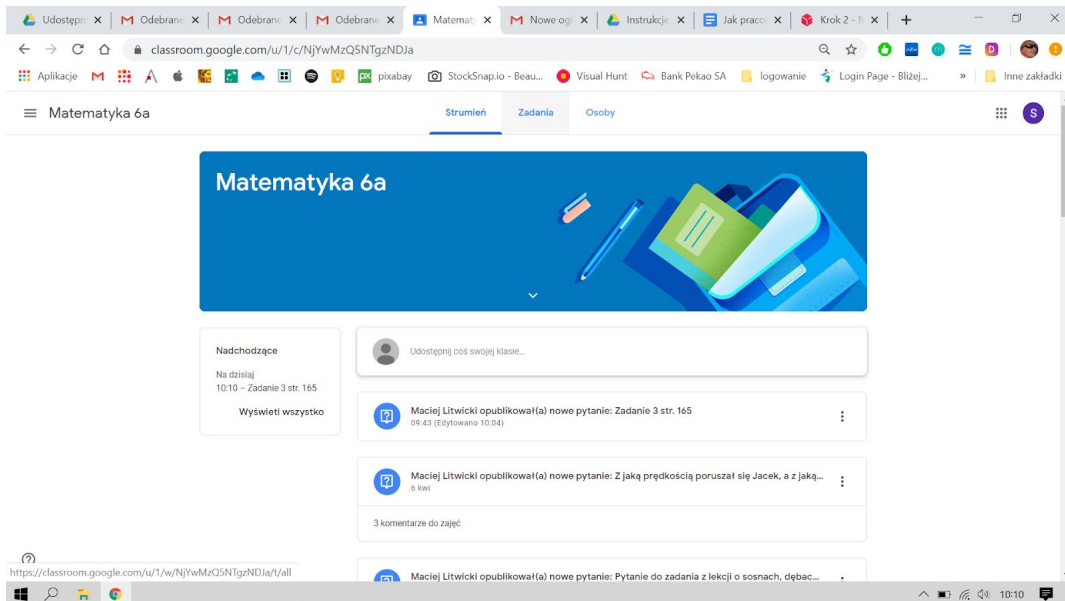 Udostępn
Odebrane
Odebrane
Odebrane
Matemat
Nowe ogł
Instrukcje
Jak praco
Krok 2 - N
classroom.google.com/u/1/c/NjYwMzQ5NTgzNDJa
Aplikacje
pixabay
StockSnap.io - Beau...
Visual Hunt
Bank Pekao SA
logowanie
Login Page - Bliżej...
»
Inne zakładki
Matematyka 6a
Strumień
Zadania
Osoby
S
Matematyka 6a
Nadchodzące
Na dzisiaj
10:10 – Zadanie 3 str. 165
Wyświetl wszystko
Udostępnij coś swojej klasie...
Maciej Litwicki opublikował(a) nowe pytanie: Zadanie 3 str. 165
09:43 (Edytowano 10:04)
Maciej Litwicki opublikował(a) nowe pytanie: Z jaką prędkością poruszał się Jacek, a z jaką...
6 kwi
3 komentarze do zajęć
Maciej Litwicki opublikował(a) nowe pytanie: Pytanie do zadania z lekcji o sosnach, dębac...
https://classroom.google.com/u/1/w/NjYwMzQ5NTgzNDJa/t/all
10:10